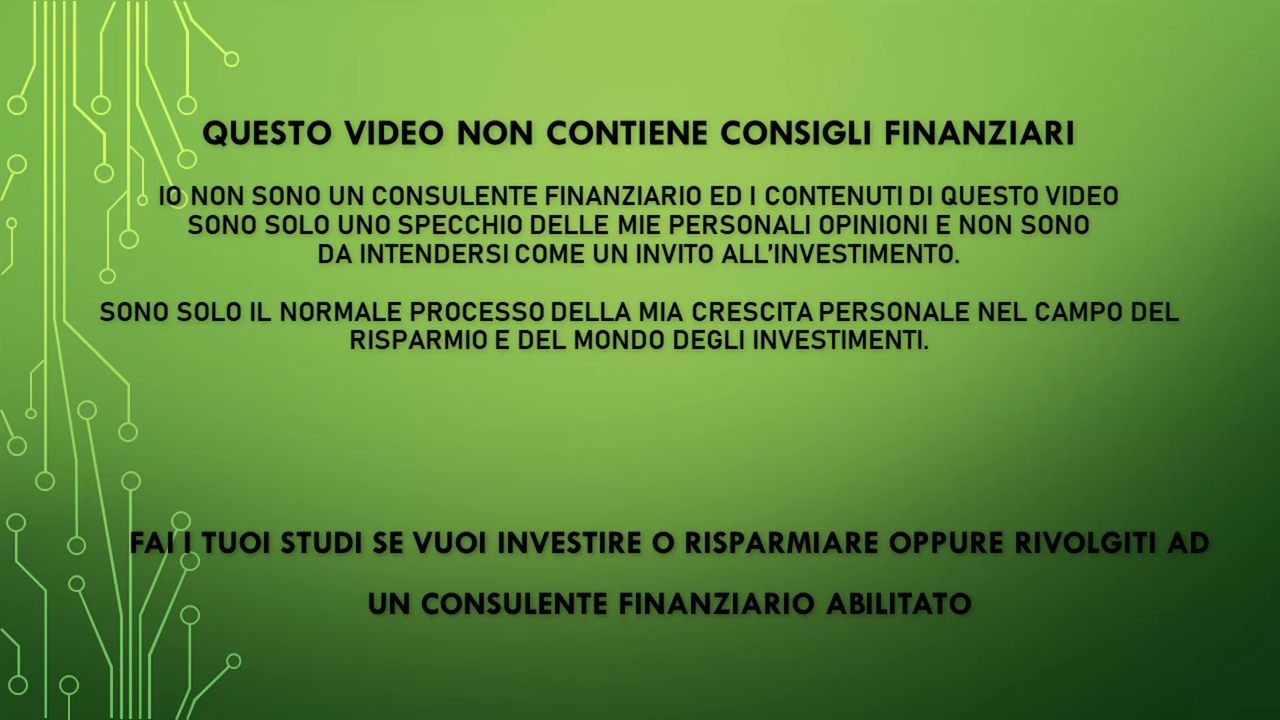 QUESTO VIDEO NON CONTIENE CONSIGLI FINANZIARI
IO NON SONO UN CONSULENTE FINANZIARIO ED I CONTENUTI DI QUESTO VIDEO
SONO SOLO UNO SPECCHIO DELLE MIE PERSONALI OPINIONI E NON SONO
DA INTENDERSI COME UN INVITO ALL'INVESTIMENTO.
SONO SOLO IL NORMALE PROCESSO DELLA MIA CRESCITA PERSONALE NEL CAMPO DEL
RISPARMIO E DEL MONDO DEGLI INVESTIMENTI.
FAI I TUOI STUDI SE VUOI INVESTIRE O RISPARMIARE OPPURE RIVOLGITI AD
UN CONSULENTE FINANZIARIO ABILITATO